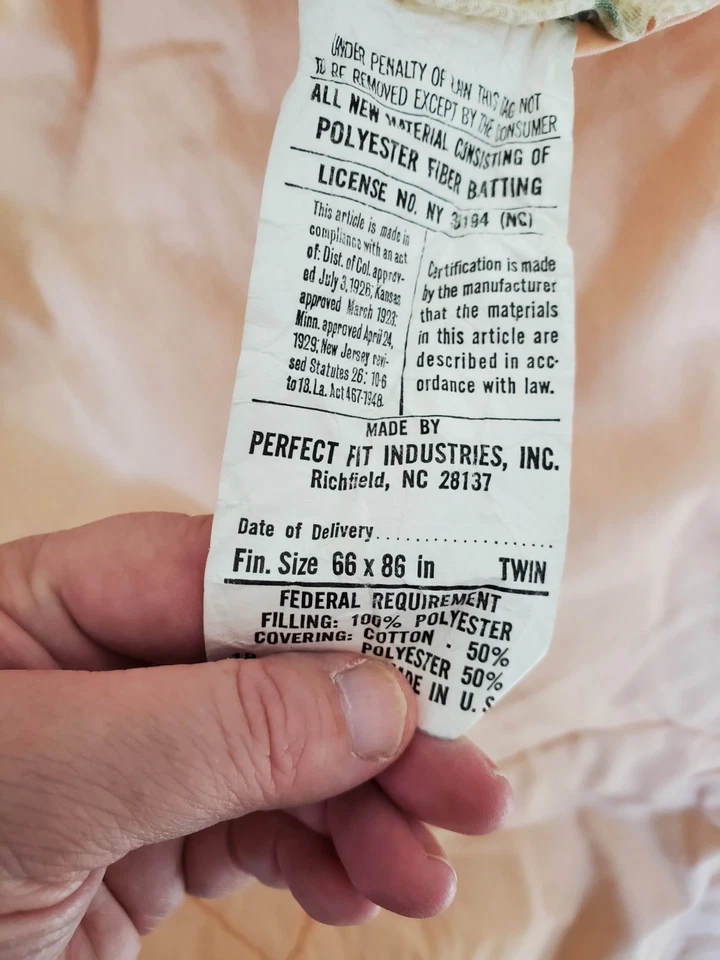 UNDER PENALTY OF LAW THIS TAG NOT
TO BE REMOVED EXCEPT BY THE CONSUMER
ALL NEW MATERIAL CONSISTING OF
POLYESTER FIBER BATTING
LICENSE NO. NY 3194 (NC)
This article is made in
compliance with an act
of: Dist. of Col. approv-
ed July 3, 1926; Kansas
approved March 1923;
Minn. approved April 24,
1929; New Jersey revi-
sed Statutes 26: 10-6
to 18. La. Act 467-1948.
Certification is made
by the manufacturer
that the materials
in this article are
described in acc-
ordance with law.
MADE BY
PERFECT FIT INDUSTRIES, INC.
Richfield, NC 28137
Date of Delivery....................
Fin. Size 66 x 86 in TWIN
FEDERAL REQUIREMENT
FILLING: 100% POLYESTER
COVERING: COTTON - 50%
POLYESTER 50%
IN U.S